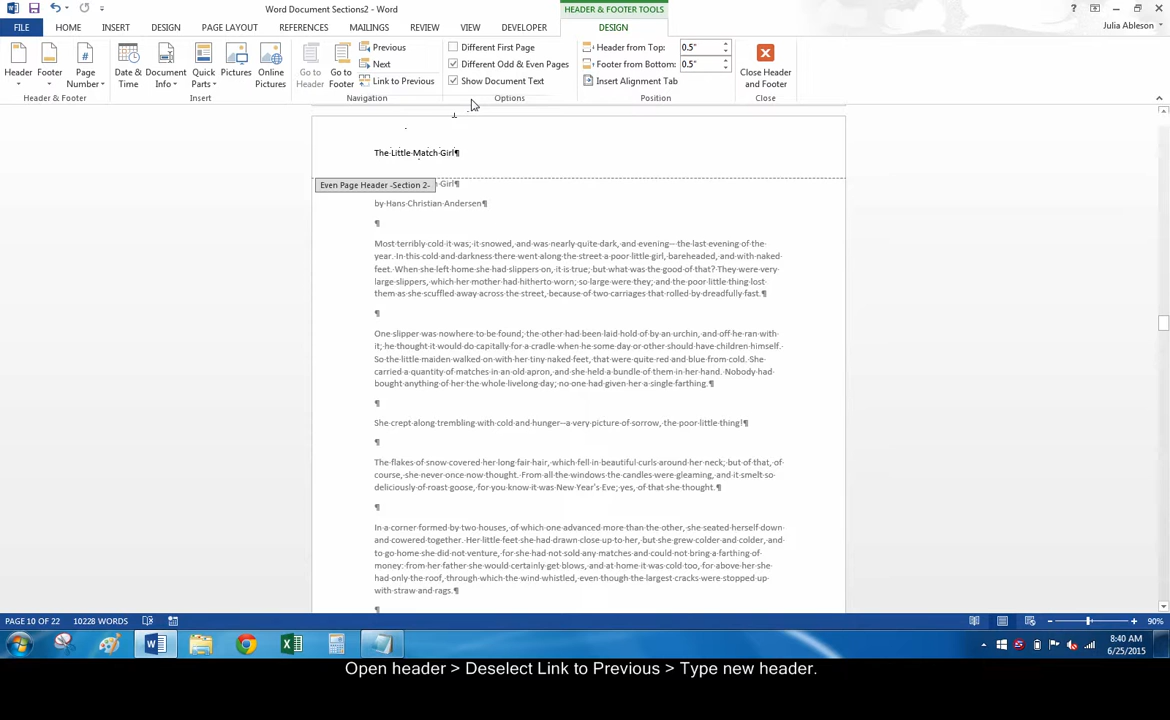 Word Document Sections2 - Word
HEADER & FOOTER TOOLS
FILE HOME INSERT DESIGN PAGE LAYOUT REFERENCES MAILINGS REVIEW VIEW DEVELOPER DESIGN
Julia Ableson
Header
Footer
Page Number
Header & Footer
Date & Time
Document Info
Quick Parts
Pictures
Online Pictures
Insert
Go to Header
Go to Footer
Previous
Next
Link to Previous
Navigation
Different First Page
Different Odd & Even Pages
Show Document Text
Options
Header from Top: 0.5"
Footer from Bottom: 0.5"
Insert Alignment Tab
Position
Close Header and Footer
Close
The·Little·Match·Girl¶
Even Page Header -Section 2-
·Girl¶
by·Hans·Christian·Andersen¶
¶
Most·terribly·cold·it·was;·it·snowed,·and·was·nearly·quite·dark,·and·evening--·the·last·evening·of·the·
year.·In·this·cold·and·darkness·there·went·along·the·street·a·poor·little·girl,·bareheaded,·and·with·naked·
feet.·When·she·left·home·she·had·slippers·on,·it·is·true;·but·what·was·the·good·of·that?·They·were·very·
large·slippers,·which·her·mother·had·hitherto·worn;·so·large·were·they;·and·the·poor·little·thing·lost·
them·as·she·scuffled·away·across·the·street,·because·of·two·carriages·that·rolled·by·dreadfully·fast.¶
¶
One·slipper·was·nowhere·to·be·found;·the·other·had·been·laid·hold·of·by·an·urchin,·and·off·he·ran·with·
it;·he·thought·it·would·do·capitally·for·a·cradle·when·he·some·day·or·other·should·have·children·himself.·
So·the·little·maiden·walked·on·with·her·tiny·naked·feet,·that·were·quite·red·and·blue·from·cold.·She·
carried·a·quantity·of·matches·in·an·old·apron,·and·she·held·a·bundle·of·them·in·her·hand.·Nobody·had·
bought·anything·of·her·the·whole·livelong·day;·no·one·had·given·her·a·single·farthing.¶
¶
She·crept·along·trembling·with·cold·and·hunger--a·very·picture·of·sorrow,·the·poor·little·thing!¶
¶
The·flakes·of·snow·covered·her·long·fair·hair,·which·fell·in·beautiful·curls·around·her·neck;·but·of·that,·of·
course,·she·never·once·now·thought.·From·all·the·windows·the·candles·were·gleaming,·and·it·smelt·so·
deliciously·of·roast·goose,·for·you·know·it·was·New·Year's·Eve;·yes,·of·that·she·thought.¶
¶
In·a·corner·formed·by·two·houses,·of·which·one·advanced·more·than·the·other,·she·seated·herself·down·
and·cowered·together.·Her·little·feet·she·had·drawn·close·up·to·her,·but·she·grew·colder·and·colder,·and·
to·go·home·she·did·not·venture,·for·she·had·not·sold·any·matches·and·could·not·bring·a·farthing·of·
money:·from·her·father·she·would·certainly·get·blows,·and·at·home·it·was·cold·too,·for·above·her·she·
had·only·the·roof,·through·which·the·wind·whistled,·even·though·the·largest·cracks·were·stopped·up·
with·straw·and·rags.¶
¶
PAGE 10 OF 22 10228 WORDS 90%
8:40 AM
6/25/2015
Open header > Deselect Link to Previous > Type new header.